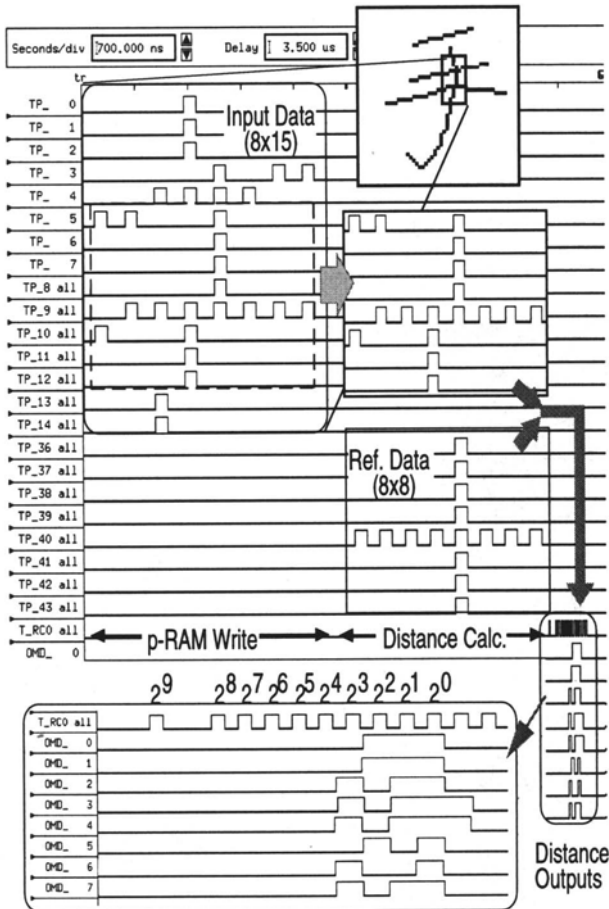 Seconds/div 700.000 ns Delay 3.500 us
tr
TP_ 0
Input Data
(8x15)
TP_ 1
TP_ 2
TP_ 3
TP_ 4
TP_ 5
TP_ 6
TP_ 7
TP_8 all
TP_9 all
TP_10 all
TP_11 all
TP_12 all
TP_13 all
TP_14 all
TP_36 all
Ref. Data
(8x8)
TP_37 all
TP_38 all
TP_39 all
TP_40 all
TP_41 all
TP_42 all
TP_43 all
T_RC0 all
p-RAM Write Distance Calc.
OMD_ 0
2^9 2^8 2^7 2^6 2^5 2^4 2^3 2^2 2^1 2^0
T_RC0 all
OMD_ 0
OMD_ 1
OMD_ 2
OMD_ 3
OMD_ 4
OMD_ 5
OMD_ 6
OMD_ 7
Distance
Outputs